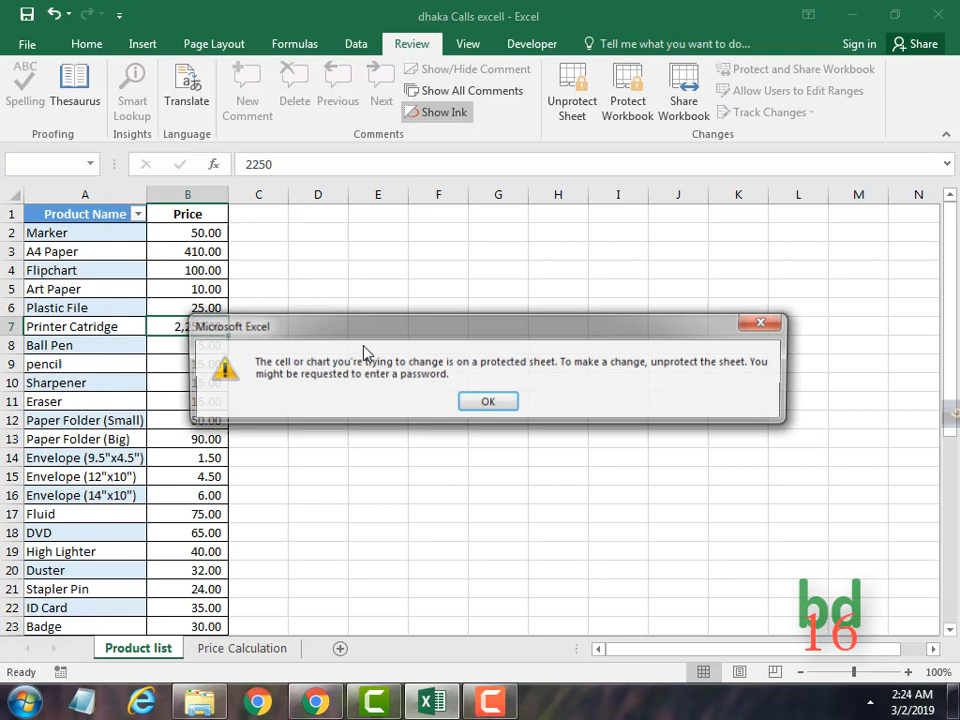 dhaka Calls excell - Excel
File Home Insert Page Layout Formulas Data Review View Developer Tell me what you want to do... Sign in Share
ABC
Spelling Thesaurus Smart Lookup Translate New Comment Delete Previous Next Show/Hide Comment Show All Comments Show Ink Unprotect Sheet Protect Workbook Share Workbook Protect and Share Workbook Allow Users to Edit Ranges Track Changes
Proofing Insights Language Comments Changes
fx 2250
A B C D E F G H I J K L M N
1 Product Name Price
2 Marker 50.00
3 A4 Paper 410.00
4 Flipchart 100.00
5 Art Paper 10.00
6 Plastic File 25.00
7 Printer Catridge
Microsoft Excel
The cell or chart you're trying to change is on a protected sheet. To make a change, unprotect the sheet. You
might be requested to enter a password.
OK
8 Ball Pen
9 pencil
10 Sharpener
11 Eraser
12 Paper Folder (Small) 50.00
13 Paper Folder (Big) 90.00
14 Envelope (9.5"x4.5") 1.50
15 Envelope (12"x10") 4.50
16 Envelope (14"x10") 6.00
17 Fluid 75.00
18 DVD 65.00
19 High Lighter 40.00
20 Duster 32.00
21 Stapler Pin 24.00
22 ID Card 35.00
23 Badge 30.00
bd
16
Product list Price Calculation
Ready 100%
2:24 AM
3/2/2019